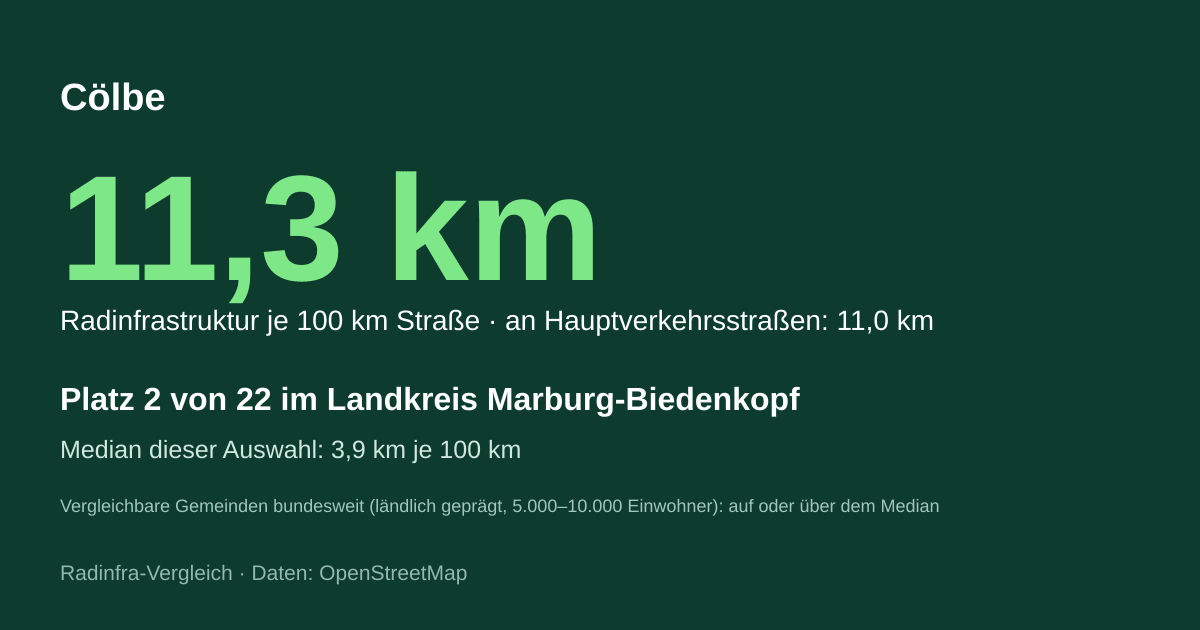 Cölbe
11,3 km
Radinfrastruktur je 100 km Straße · an Hauptverkehrsstraßen: 11,0 km
Platz 2 von 22 im Landkreis Marburg-Biedenkopf
Median dieser Auswahl: 3,9 km je 100 km
Vergleichbare Gemeinden bundesweit (ländlich geprägt, 5.000–10.000 Einwohner): auf oder über dem Median
Radinfra-Vergleich · Daten: OpenStreetMap